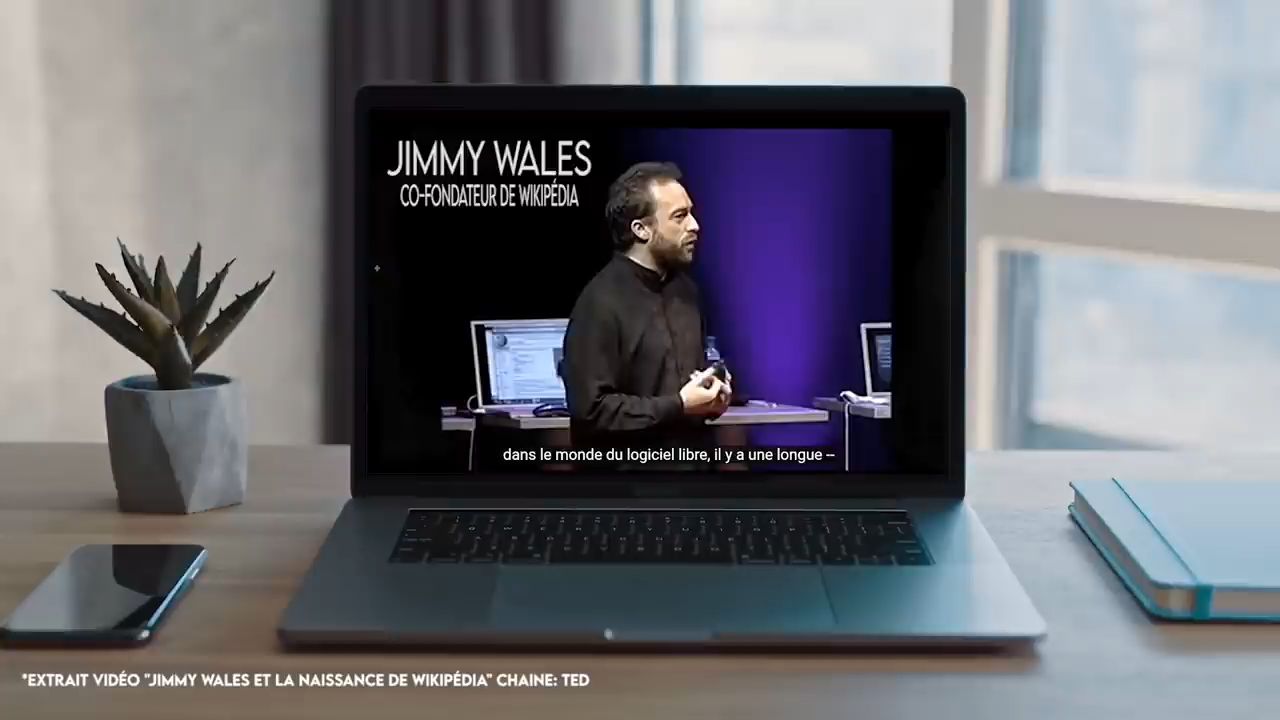 JIMMY WALES
CO-FONDATEUR DE WIKIPÉDIA
dans le monde du logiciel libre, il y a une longue --
*EXTRAIT VIDÉO "JIMMY WALES ET LA NAISSANCE DE WIKIPÉDIA" CHAINE: TED